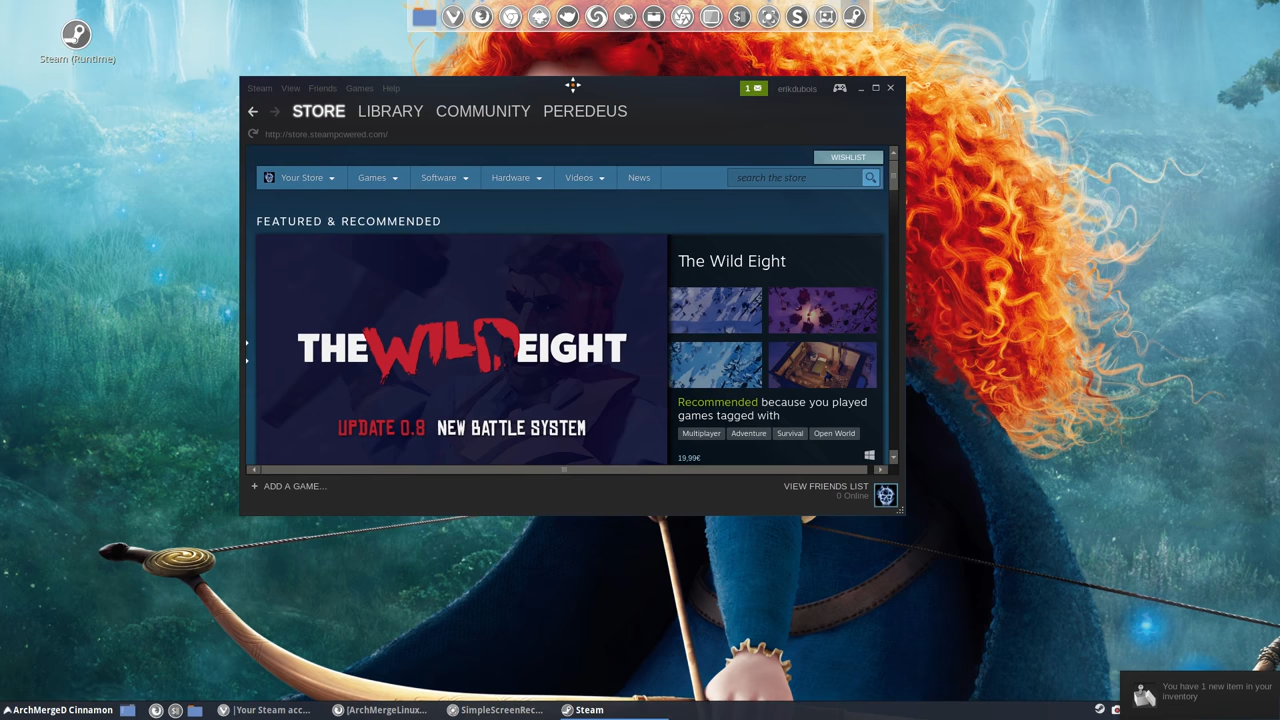 Steam (Runtime)
Steam View Friends Games Help
1
erikdubois
STORE LIBRARY COMMUNITY PEREDEUS
http://store.steampowered.com/
WISHLIST
Your Store Games Software Hardware Videos News
search the store
FEATURED & RECOMMENDED
THE WILD EIGHT
UPDATE 0.8 NEW BATTLE SYSTEM
The Wild Eight
Recommended because you played
games tagged with
Multiplayer Adventure Survival Open World
19,99€
+ ADD A GAME...
VIEW FRIENDS LIST
0 Online
You have 1 new item in your
inventory
ArchMergeD Cinnamon
|Your Steam acc...
[ArchMergeLinux...
SimpleScreenRec...
Steam